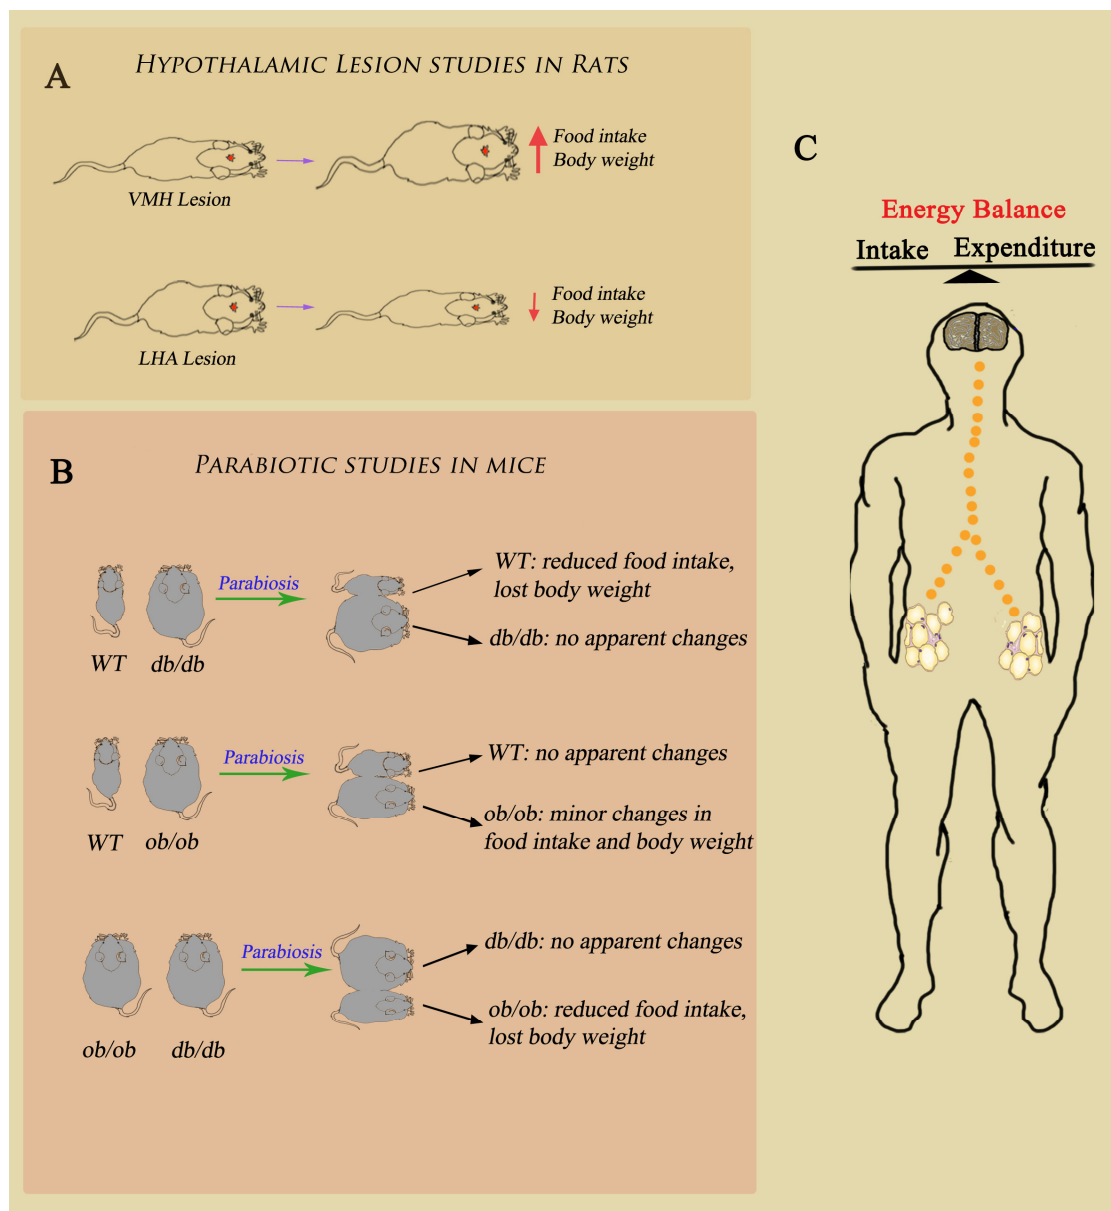 A
Hypothalamic Lesion studies in Rats
Food intake
Body weight
VMH Lesion
Food intake
Body weight
LHA Lesion
B
Parabiotic studies in mice
WT
db/db
Parabiosis
WT: reduced food intake,
lost body weight
db/db: no apparent changes
WT
ob/ob
Parabiosis
WT: no apparent changes
ob/ob: minor changes in
food intake and body weight
ob/ob
db/db
Parabiosis
db/db: no apparent changes
ob/ob: reduced food intake,
lost body weight
C
Energy Balance
Intake Expenditure